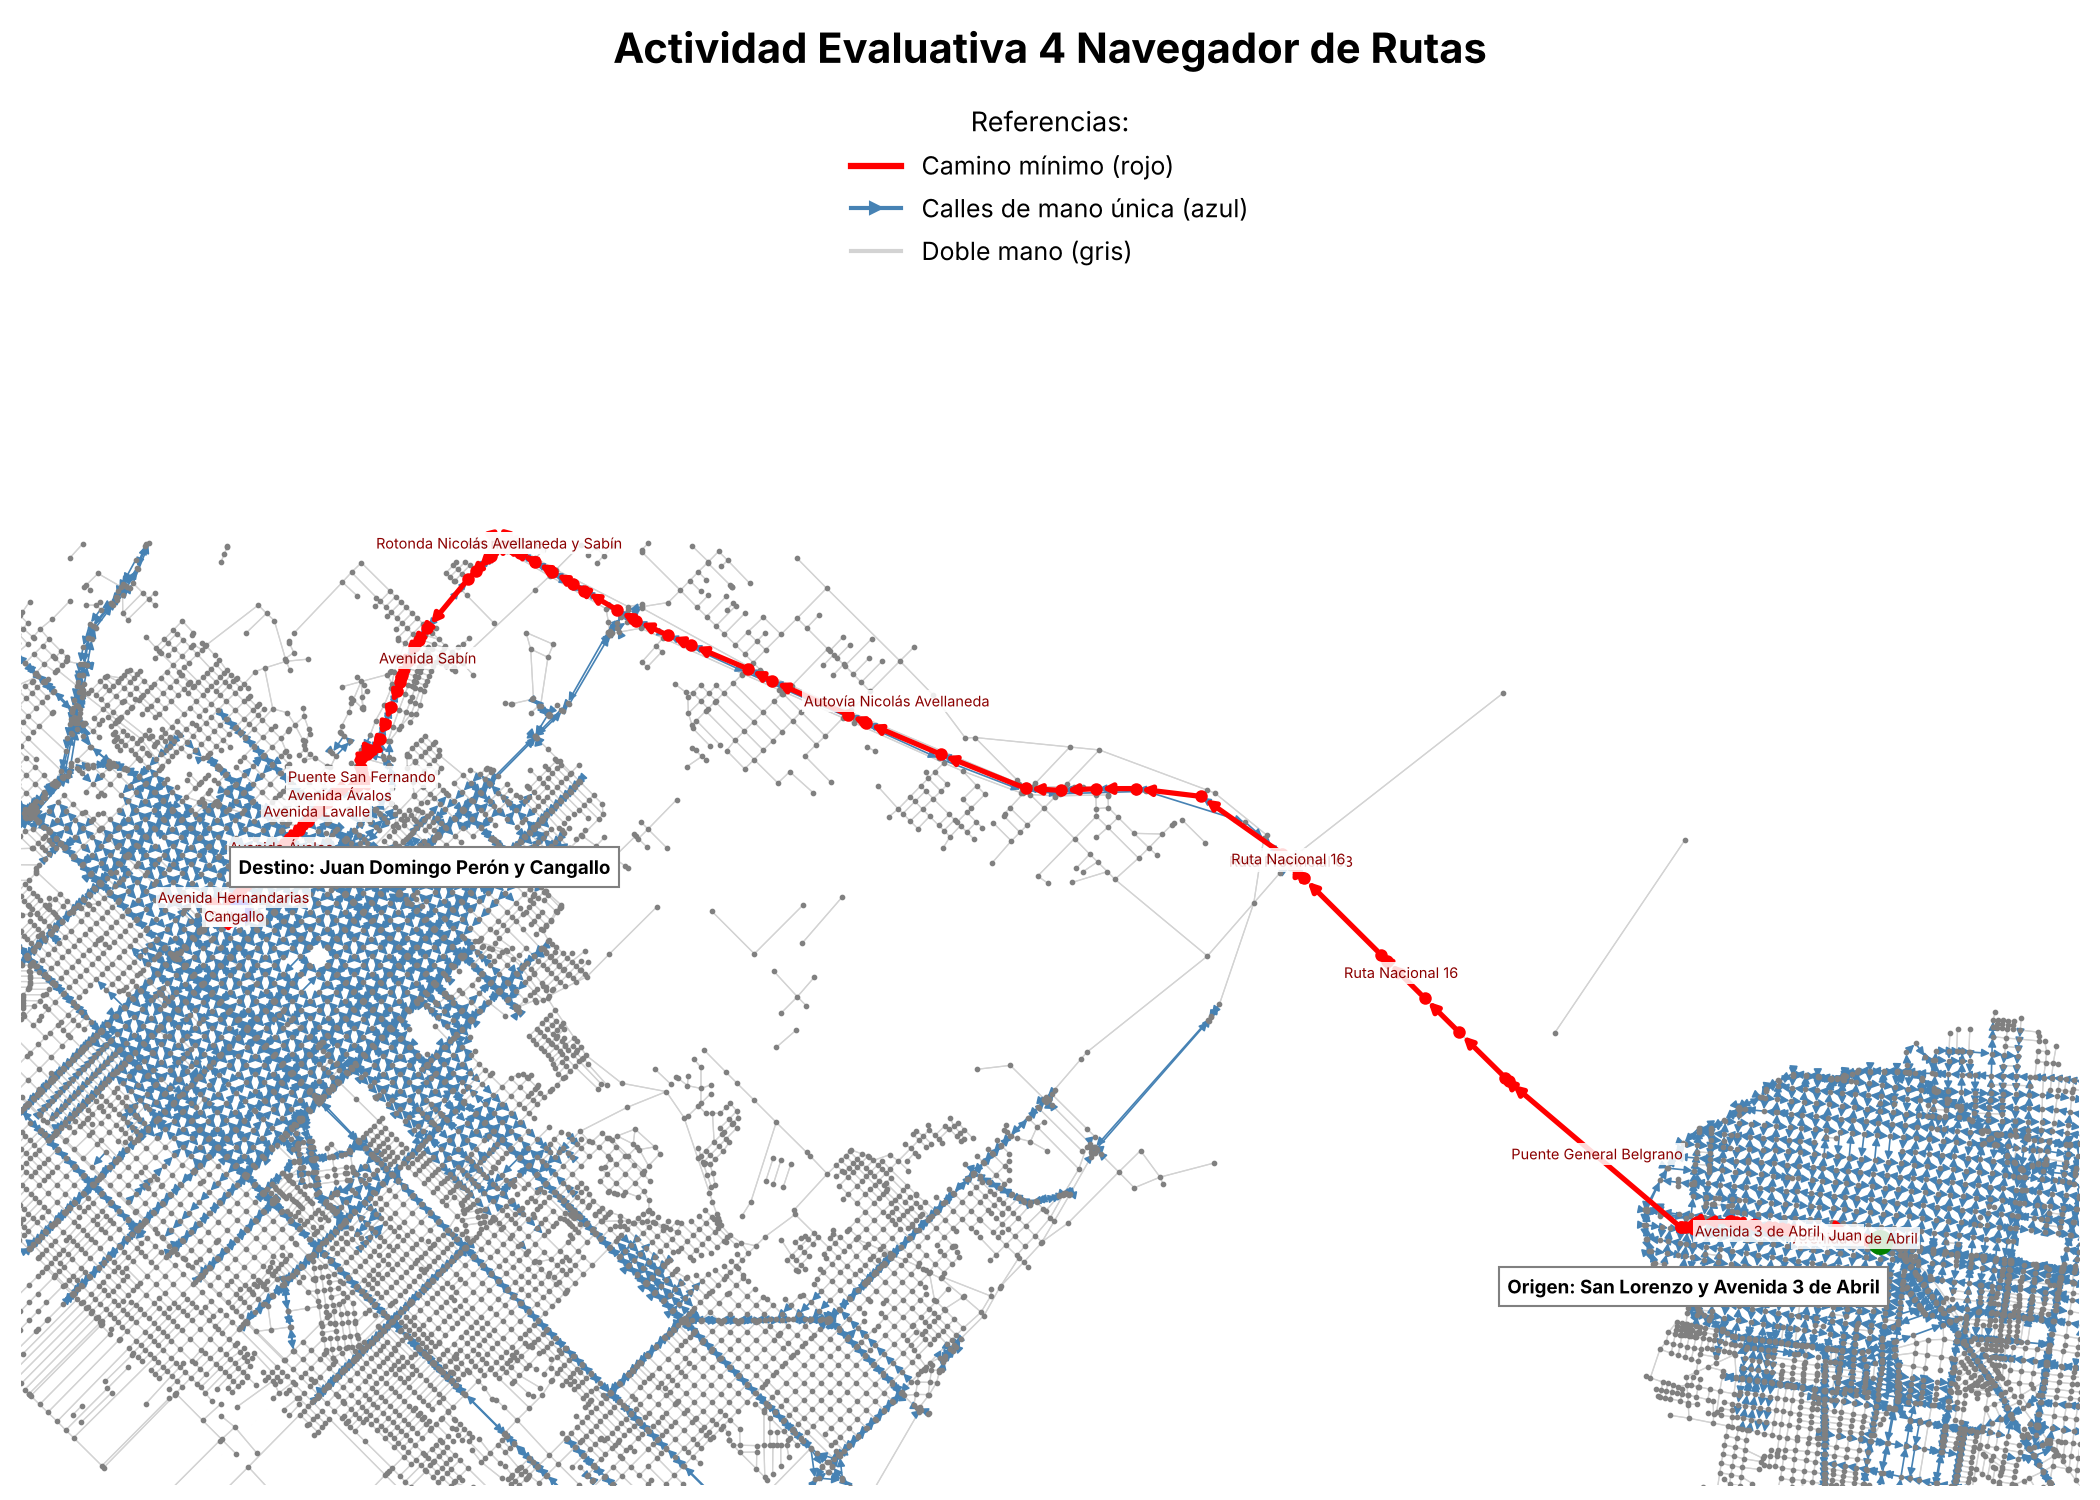 Actividad Evaluativa 4 Navegador de Rutas
Referencias:
Camino mínimo (rojo)
Calles de mano única (azul)
Doble mano (gris)
Rotonda Nicolás Avellaneda y Sabín
Avenida Sabín
Autovía Nicolás Avellaneda
Puente San Fernando
Avenida Ávalos
Avenida Lavalle
Destino: Juan Domingo Perón y Cangallo
Avenida Hernandarias
Cangallo
Ruta Nacional 16
Ruta Nacional 16
Puente General Belgrano
Avenida 3 de Abril
Juan
de Abril
Origen: San Lorenzo y Avenida 3 de Abril